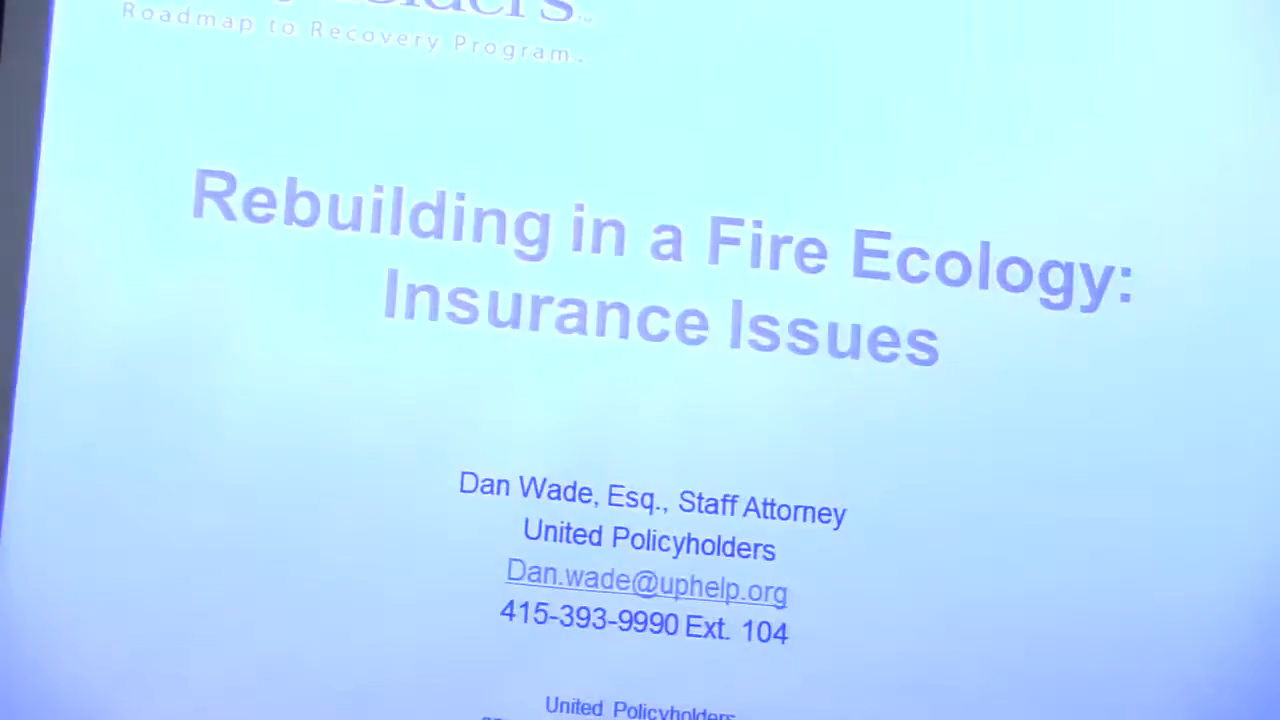 Roadmap to Recovery Program
Rebuilding in a Fire Ecology:
Insurance Issues
Dan Wade, Esq., Staff Attorney
United Policyholders
Dan.wade@uphelp.org
415-393-9990 Ext. 104
United Policyholders